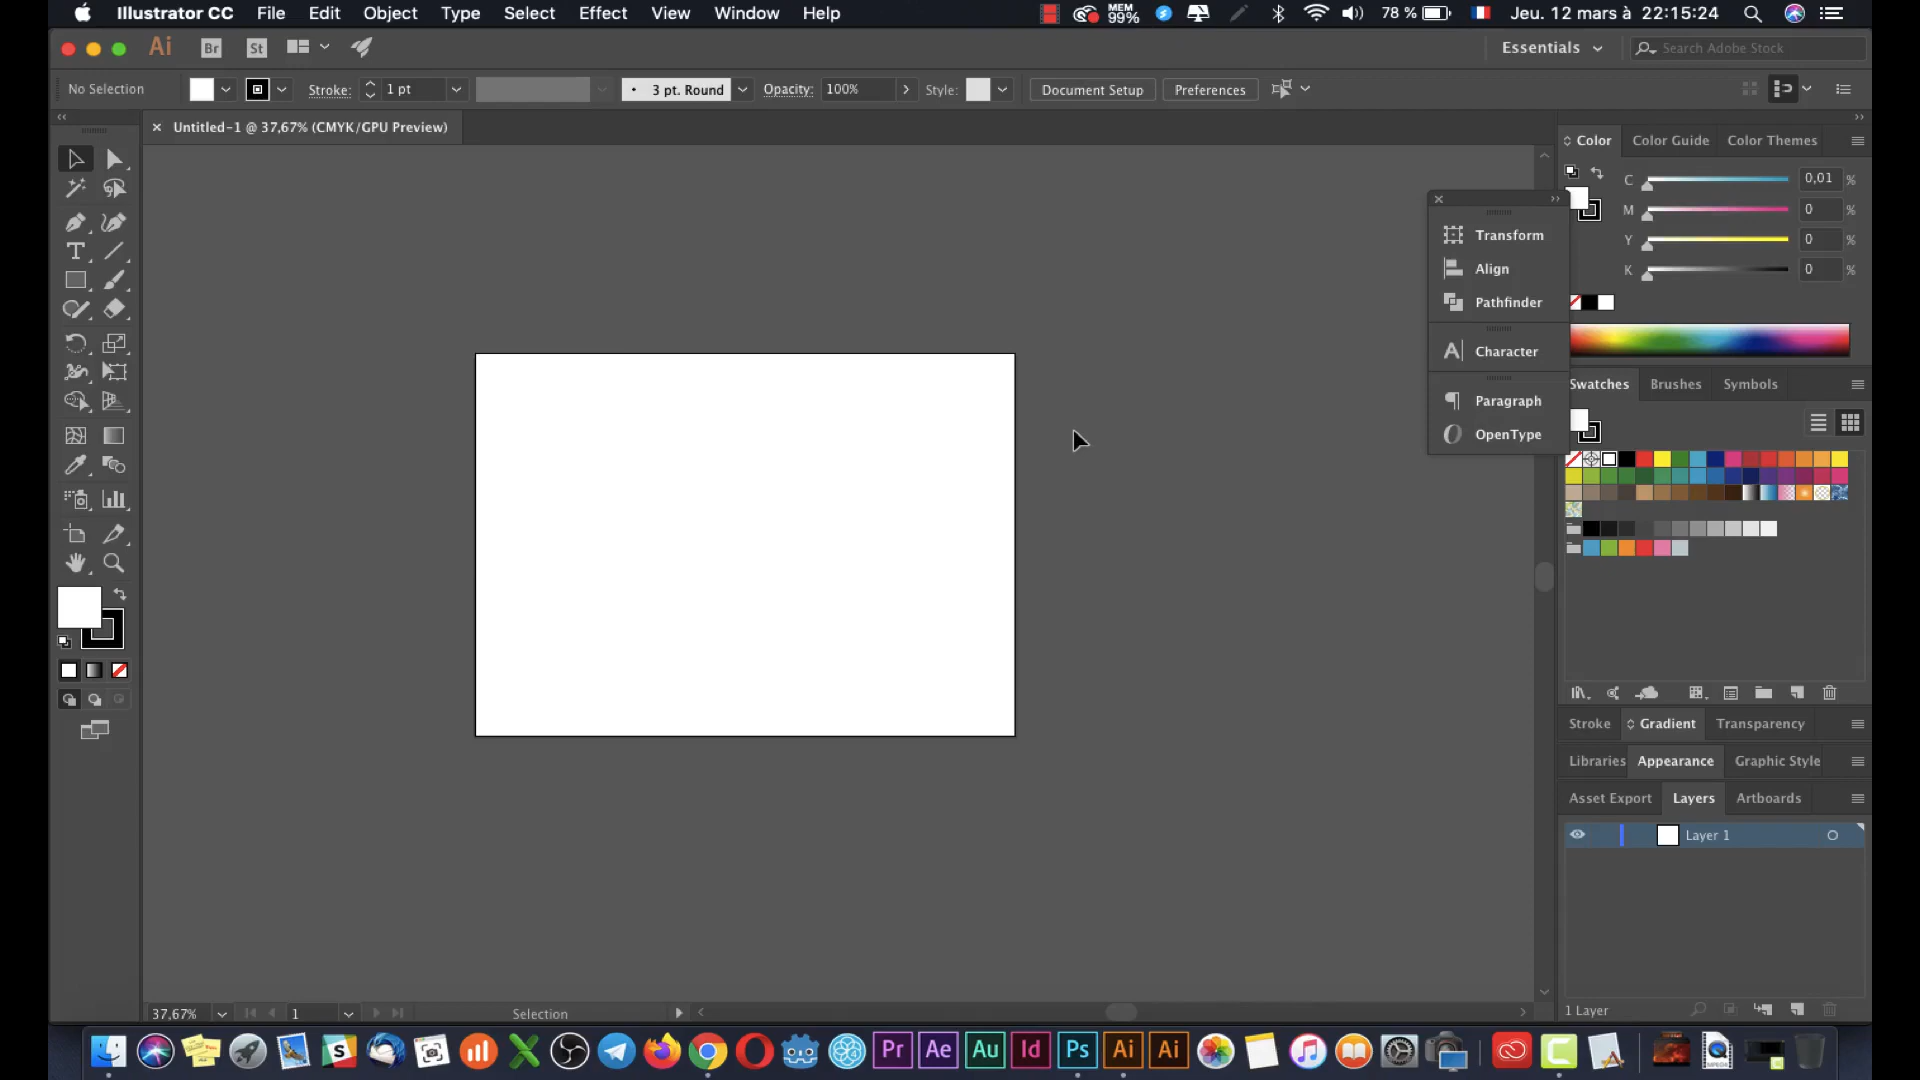 Illustrator CC File Edit Object Type Select Effect View Window Help MEM 99% 78 % Jeu. 12 mars à 22:15:24
Ai Br St Essentials Search Adobe Stock
No Selection Stroke: 1 pt 3 pt. Round Opacity: 100% Style: Document Setup Preferences
Untitled-1 @ 37,67% (CMYK/GPU Preview)
Color Color Guide Color Themes
C 0,01 %
M 0 %
Y 0 %
K 0 %
Transform
Align
Pathfinder
Character
Paragraph
OpenType
Swatches Brushes Symbols
Stroke Gradient Transparency
Libraries Appearance Graphic Style
Asset Export Layers Artboards
Layer 1
1 Layer
37,67% 1 Selection
S Pr Ae Au Id Ps Ai Ai